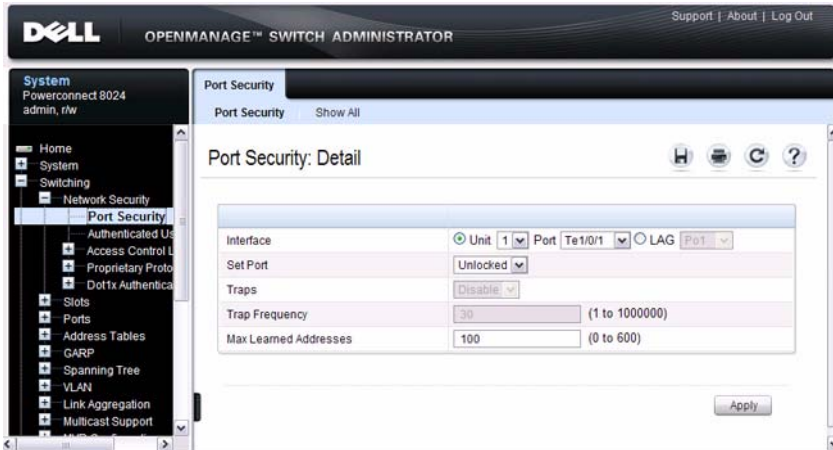 Support | About | Log Out
DELL OPENMANAGE™ SWITCH ADMINISTRATOR
System
Powerconnect 8024
admin, r/w
Home
System
Switching
Network Security
Port Security
Authenticated Us
Access Control L
Proprietary Proto
Dot1x Authentica
Slots
Ports
Address Tables
GARP
Spanning Tree
VLAN
Link Aggregation
Multicast Support
Port Security
Port Security Show All
Port Security: Detail
Interface Unit 1 Port Te1/0/1 LAG Po1
Set Port Unlocked
Traps Disable
Trap Frequency 30 (1 to 1000000)
Max Learned Addresses 100 (0 to 600)
Apply